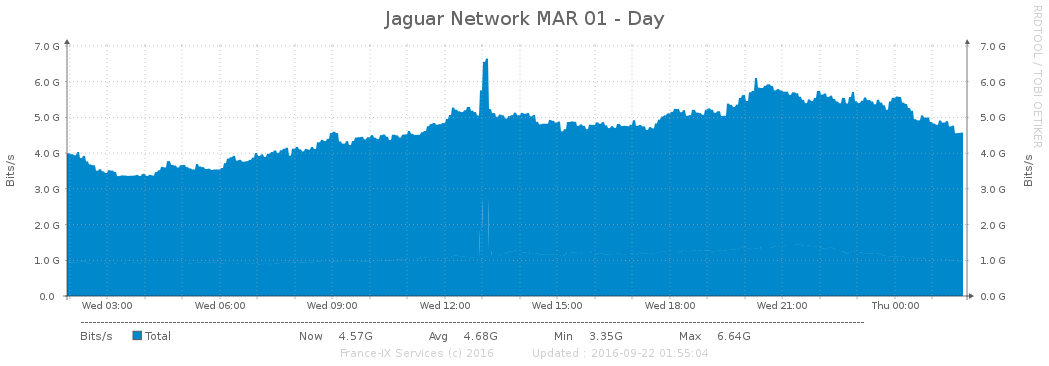 Jaguar Network MAR 01 - Day
RRDTOOL / TOBI OETIKER
7.0 G 7.0 G
6.0 G 6.0 G
5.0 G 5.0 G
4.0 G 4.0 G
3.0 G 3.0 G
2.0 G 2.0 G
1.0 G 1.0 G
0.0 0.0 G
Bits/s
Bits/s
Wed 03:00 Wed 06:00 Wed 09:00 Wed 12:00 Wed 15:00 Wed 18:00 Wed 21:00 Thu 00:00
Bits/s Total Now 4.57G Avg 4.68G Min 3.35G Max 6.64G
France-IX Services (c) 2016 Updated : 2016-09-22 01:55:04